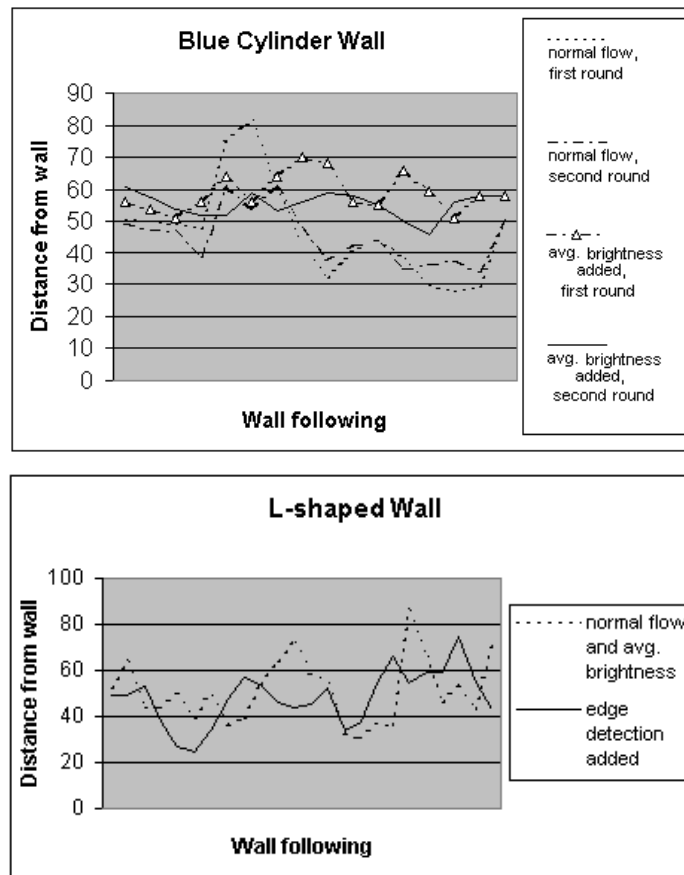 Blue Cylinder Wall
Distance from wall
90
80
70
60
50
40
30
20
10
0
Wall following
normal flow,
first round
normal flow,
second round
avg. brightness
added,
first round
avg. brightness
added,
second round
L-shaped Wall
Distance from wall
100
80
60
40
20
0
Wall following
normal flow
and avg.
brightness
edge
detection
added